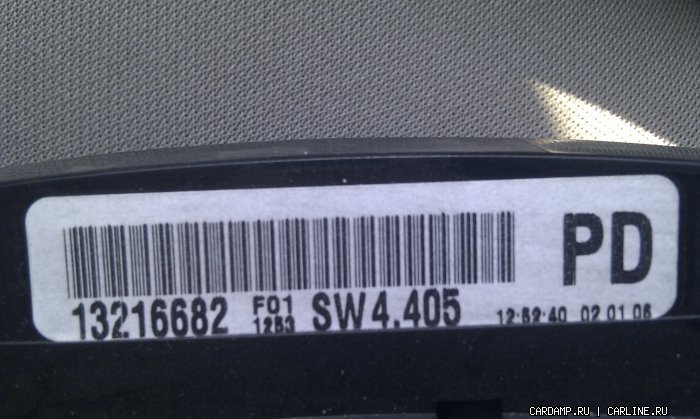 PD
13216682 F01 1253 SW4.405 12:52:40 02 01 06
CARDAMP.RU | CARLINE.RU